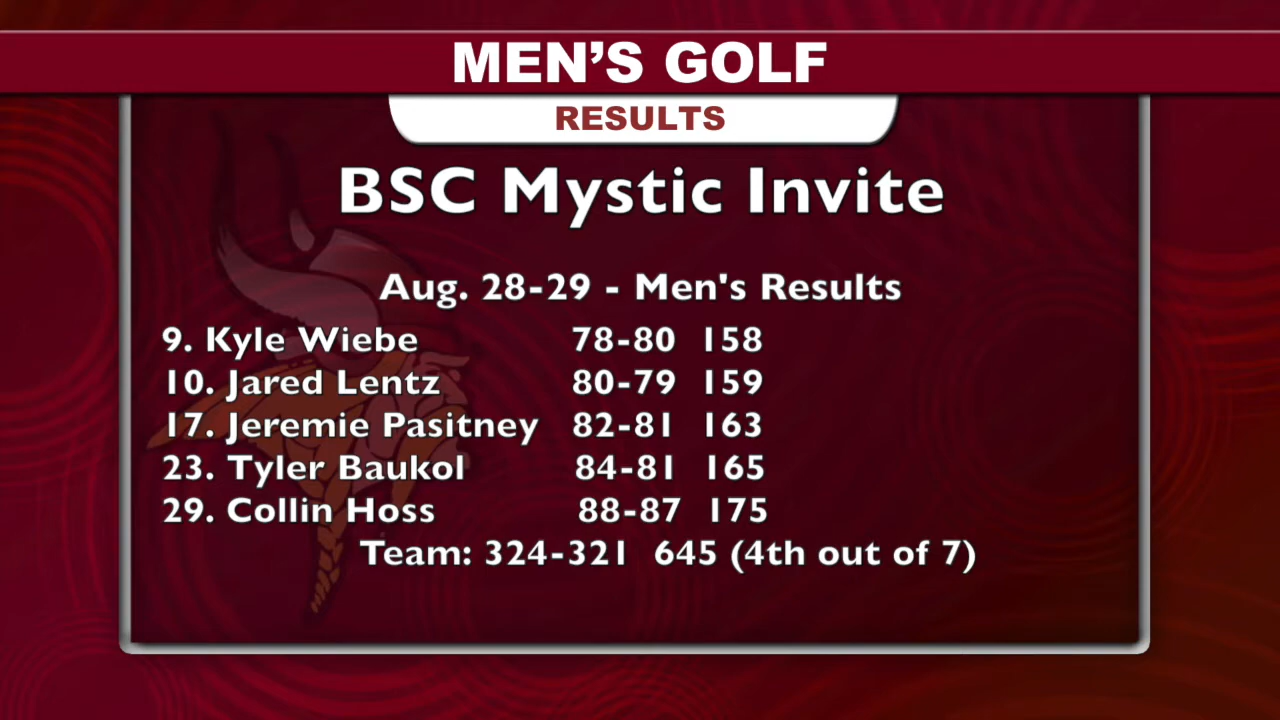 MEN'S GOLF
RESULTS
BSC Mystic Invite
Aug. 28-29 - Men's Results
9. Kyle Wiebe 78-80 158
10. Jared Lentz 80-79 159
17. Jeremie Pasitney 82-81 163
23. Tyler Baukol 84-81 165
29. Collin Hoss 88-87 175
Team: 324-321 645 (4th out of 7)